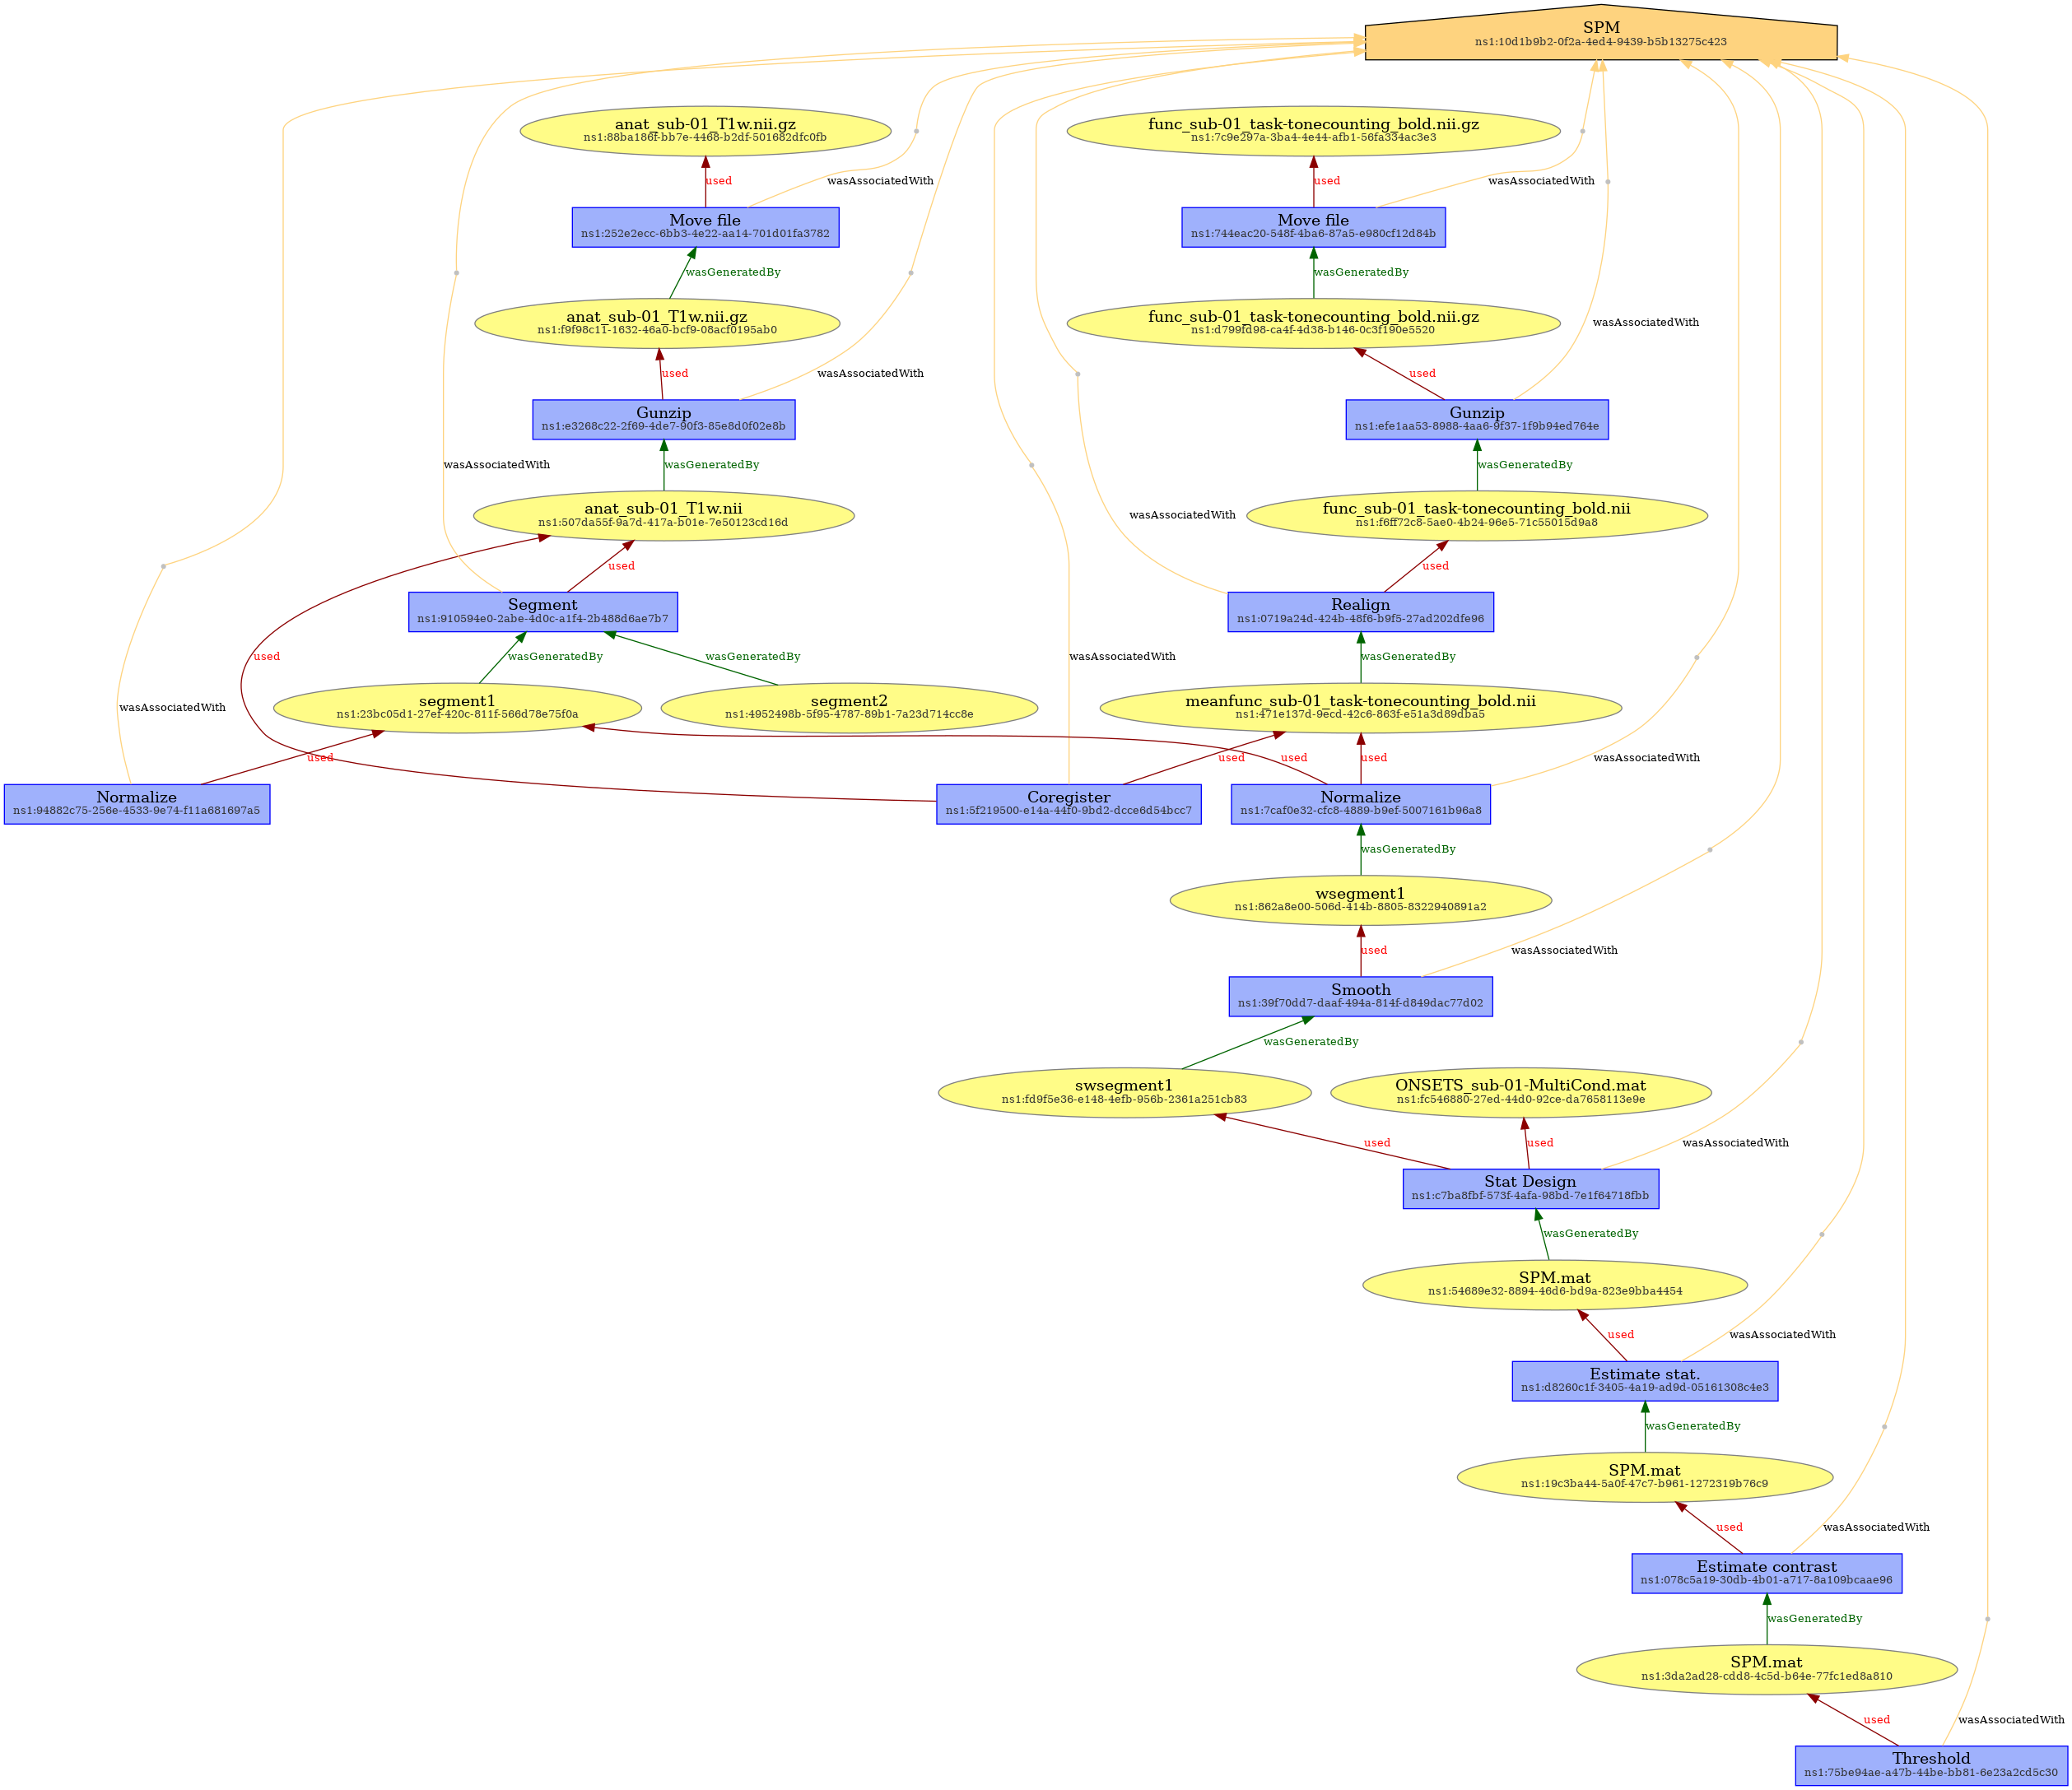 SPM
ns1:10d1b9b2-0f2a-4ed4-9439-b5b13275c423
anat_sub-01_T1w.nii.gz
ns1:88ba186f-bb7e-4468-b2df-501682dfc0fb
func_sub-01_task-tonecounting_bold.nii.gz
ns1:7c9e297a-3ba4-4e44-afb1-56fa334ac3e3
used
wasAssociatedWith
used
wasAssociatedWith
Move file
ns1:252e2ecc-6bb3-4e22-aa14-701d01fa3782
Move file
ns1:744eac20-548f-4ba6-87a5-e980cf12d84b
wasGeneratedBy
wasGeneratedBy
anat_sub-01_T1w.nii.gz
ns1:f9f98c11-1632-46a0-bcf9-08acf0195ab0
func_sub-01_task-tonecounting_bold.nii.gz
ns1:d799fd98-ca4f-4d38-b146-0c3f190e5520
wasAssociatedWith
used
wasAssociatedWith
used
Gunzip
ns1:e3268c22-2f69-4de7-90f3-85e8d0f02e8b
Gunzip
ns1:efe1aa53-8988-4aa6-9f37-1f9b94ed764e
wasAssociatedWith
wasGeneratedBy
wasGeneratedBy
anat_sub-01_T1w.nii
ns1:507da55f-9a7d-417a-b01e-7e50123cd16d
wasAssociatedWith
func_sub-01_task-tonecounting_bold.nii
ns1:f6ff72c8-5ae0-4b24-96e5-71c55015d9a8
used
used
Segment
ns1:910594e0-2abe-4d0c-a1f4-2b488d6ae7b7
Realign
ns1:0719a24d-424b-48f6-b9f5-27ad202dfe96
used
wasGeneratedBy
wasGeneratedBy
wasAssociatedWith
wasGeneratedBy
wasAssociatedWith
segment1
ns1:23bc05d1-27ef-420c-811f-566d78e75f0a
segment2
ns1:4952498b-5f95-4787-89b1-7a23d714cc8e
meanfunc_sub-01_task-tonecounting_bold.nii
ns1:471e137d-9ecd-42c6-863f-e51a3d89dba5
used
used
used
used
wasAssociatedWith
Normalize
ns1:94882c75-256e-4533-9e74-f11a681697a5
Coregister
ns1:5f219500-e14a-44f0-9bd2-dcce6d54bcc7
Normalize
ns1:7caf0e32-cfc8-4889-b9ef-5007161b96a8
wasGeneratedBy
wsegment1
ns1:862a8e00-506d-414b-8805-8322940891a2
used
wasAssociatedWith
Smooth
ns1:39f70dd7-daaf-494a-814f-d849dac77d02
wasGeneratedBy
swsegment1
ns1:fd9f5e36-e148-4efb-956b-2361a251cb83
ONSETS_sub-01-MultiCond.mat
ns1:fc546880-27ed-44d0-92ce-da7658113e9e
used
used
wasAssociatedWith
Stat Design
ns1:c7ba8fbf-573f-4afa-98bd-7e1f64718fbb
wasGeneratedBy
SPM.mat
ns1:54689e32-8894-46d6-bd9a-823e9bba4454
used
wasAssociatedWith
Estimate stat.
ns1:d8260c1f-3405-4a19-ad9d-05161308c4e3
wasGeneratedBy
SPM.mat
ns1:19c3ba44-5a0f-47c7-b961-1272319b76c9
used
wasAssociatedWith
Estimate contrast
ns1:078c5a19-30db-4b01-a717-8a109bcaae96
wasGeneratedBy
SPM.mat
ns1:3da2ad28-cdd8-4c5d-b64e-77fc1ed8a810
used
wasAssociatedWith
Threshold
ns1:75be94ae-a47b-44be-bb81-6e23a2cd5c30